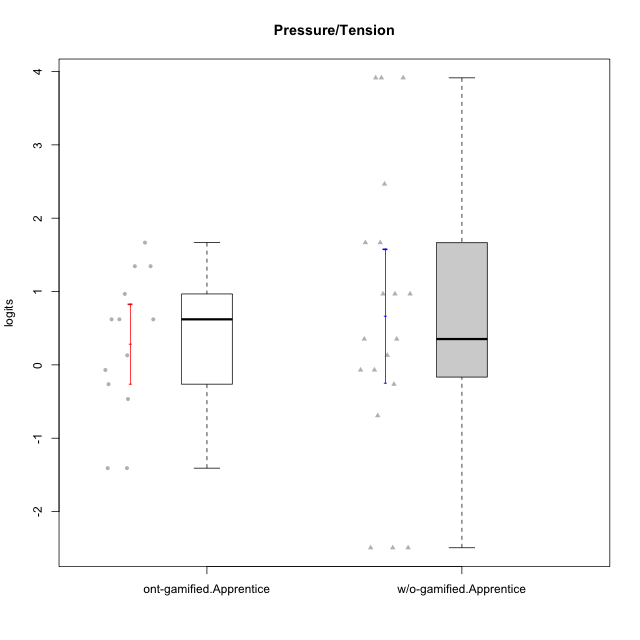 Pressure/Tension
logits
4
3
2
1
0
-1
-2
ont-gamified.Apprentice
w/o-gamified.Apprentice